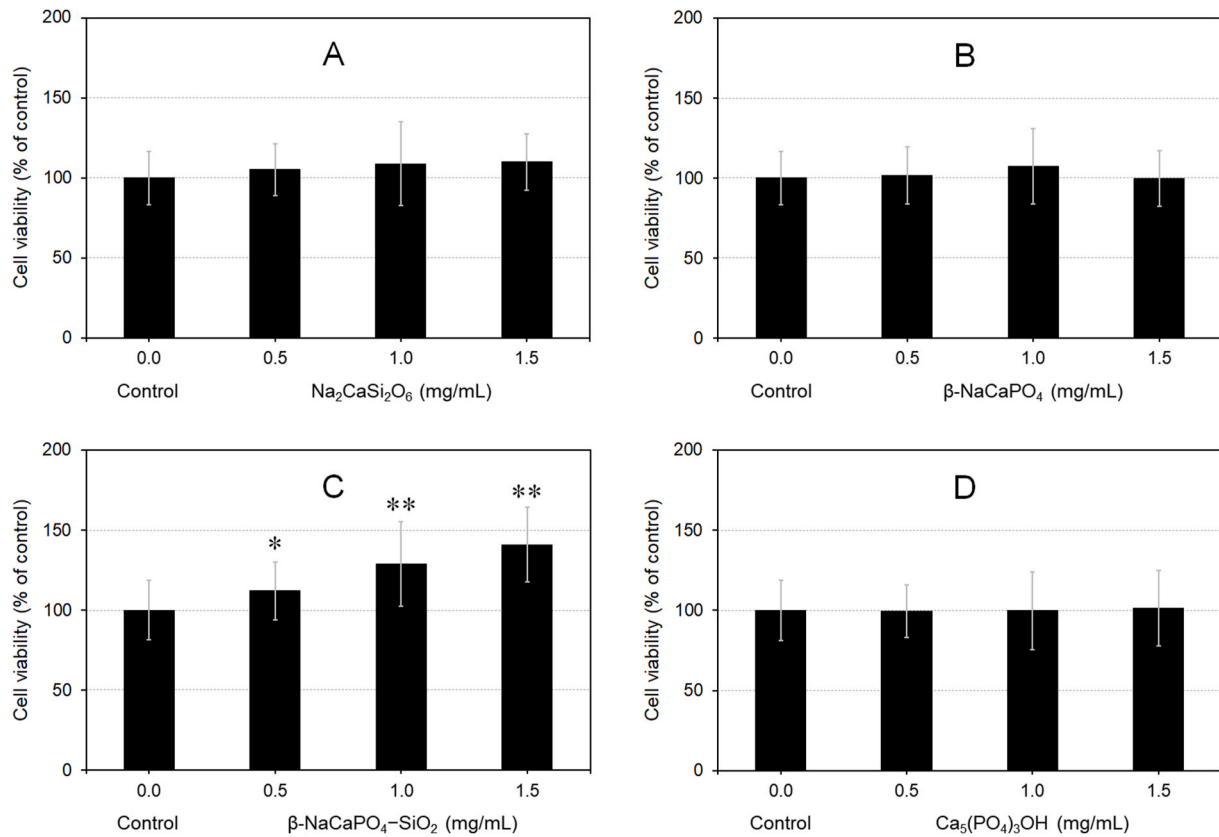 A
Cell viability (% of control)
200
150
100
50
0
0.0 0.5 1.0 1.5
Control Na₂CaSi₂O₆ (mg/mL)
B
Cell viability (% of control)
200
150
100
50
0
0.0 0.5 1.0 1.5
Control β-NaCaPO₄ (mg/mL)
C
Cell viability (% of control)
200
150
100
50
0
* ** **
0.0 0.5 1.0 1.5
Control β-NaCaPO₄−SiO₂ (mg/mL)
D
Cell viability (% of control)
200
150
100
50
0
0.0 0.5 1.0 1.5
Control Ca₅(PO₄)₃OH (mg/mL)